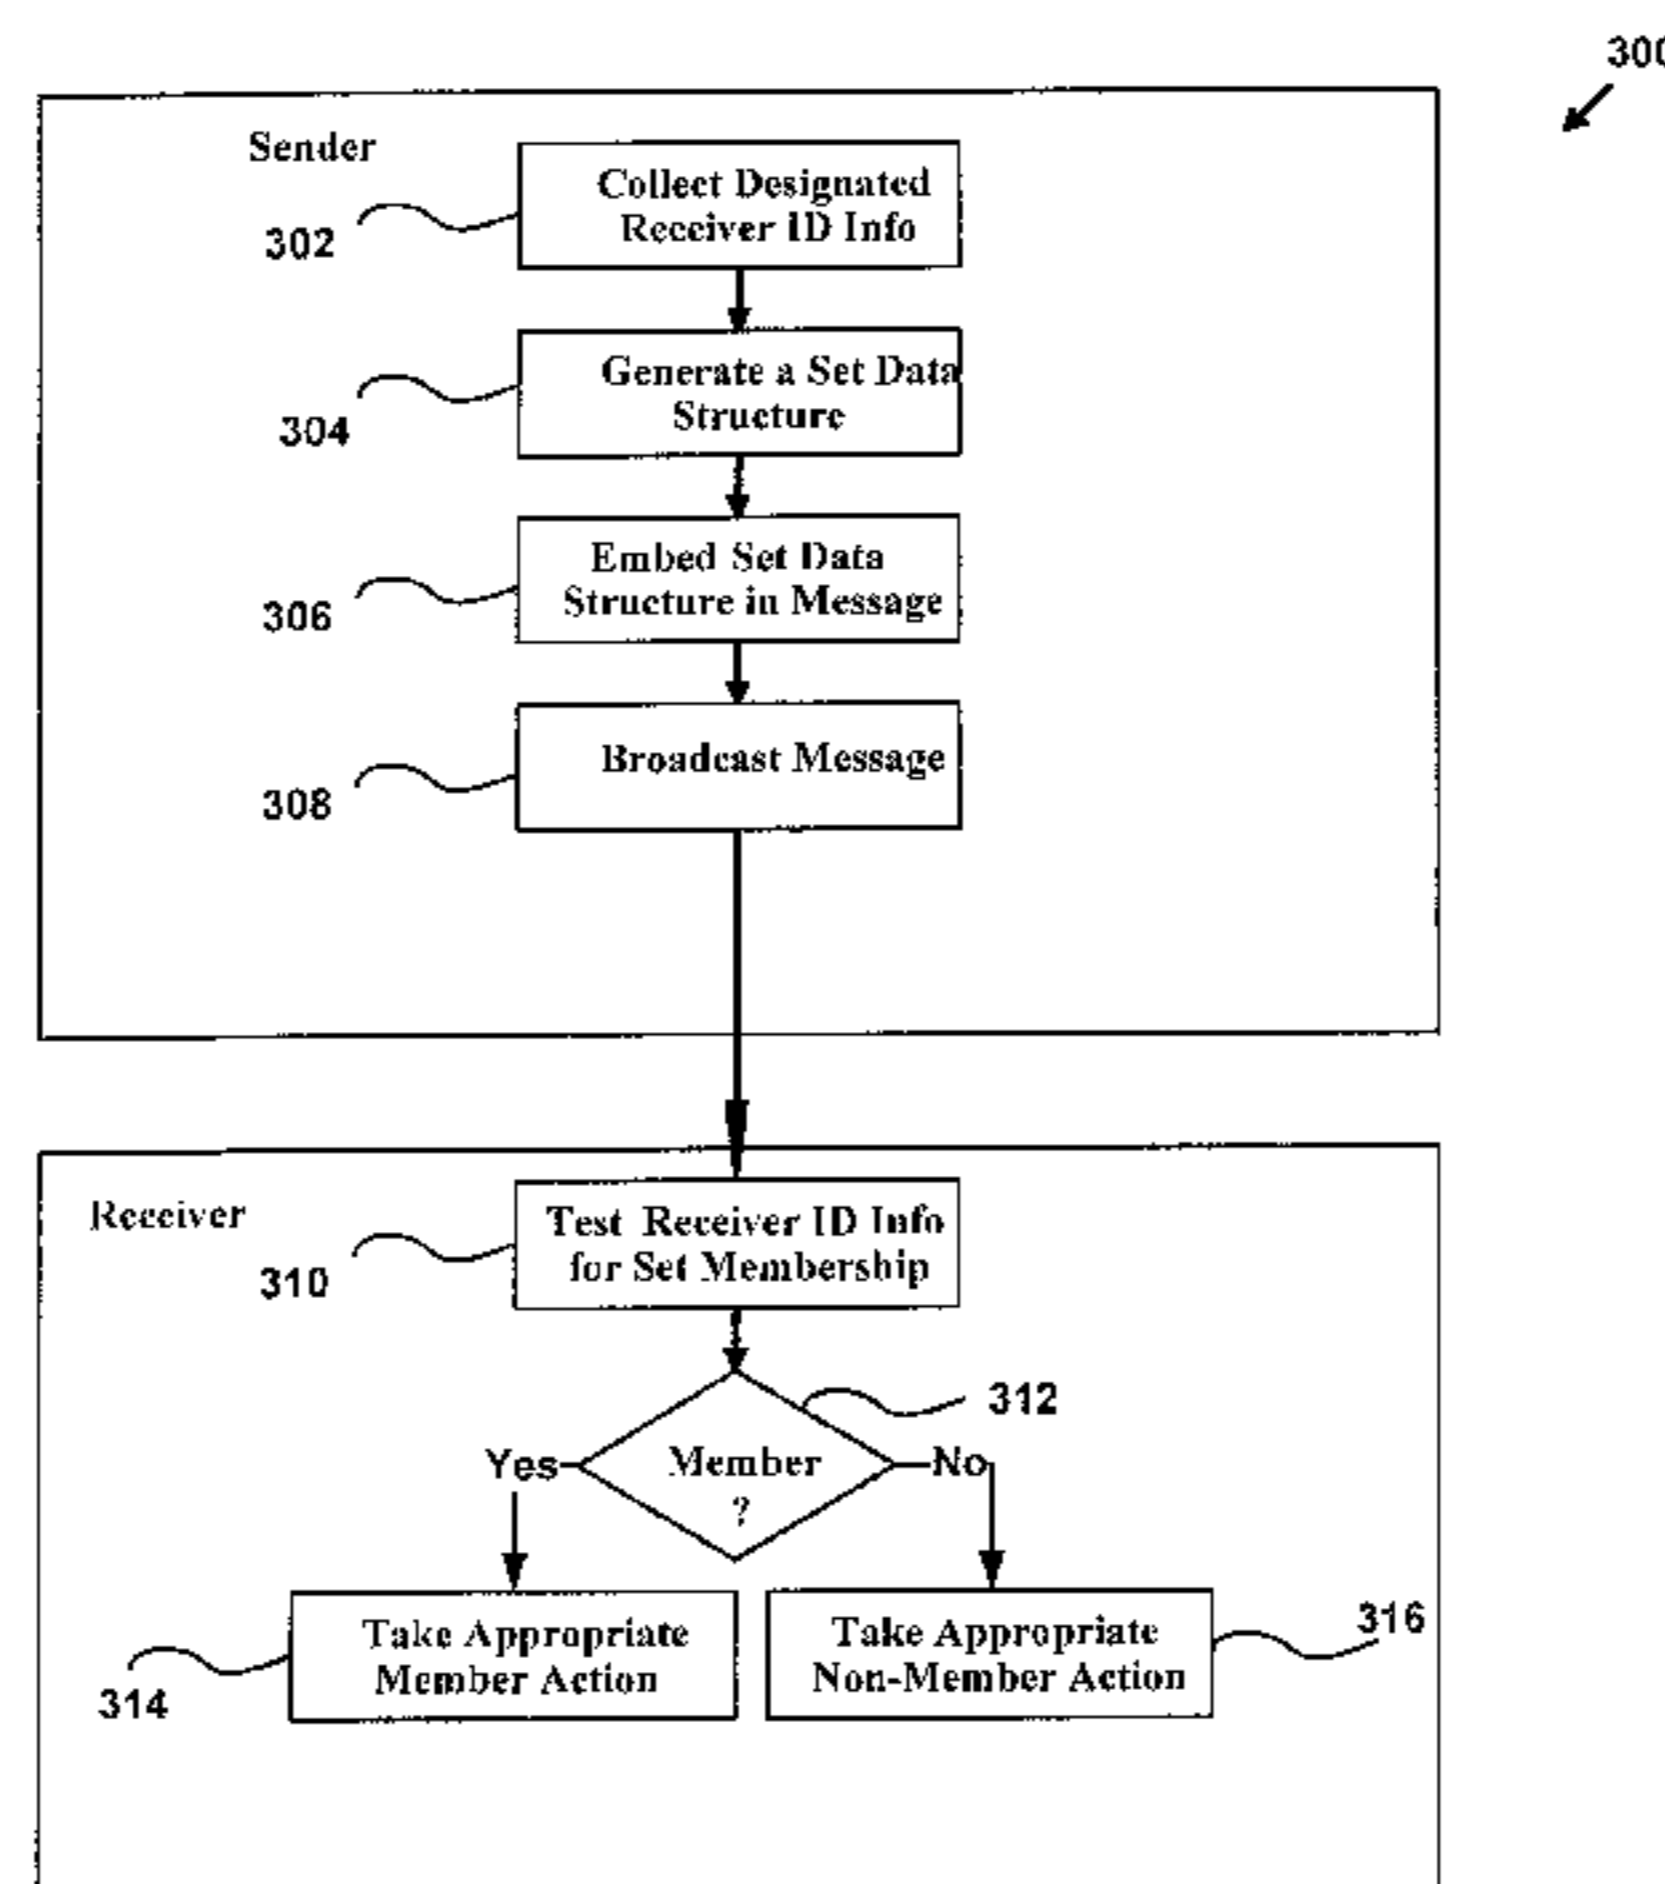 300
Sender
Collect Designated
Receiver ID Info
302
Generate a Set Data
Structure
304
Embed Set Data
Structure in Message
306
Broadcast Message
308
Receiver
Test Receiver ID Info
for Set Membership
310
312
Yes
Member
?
No
Take Appropriate
Member Action
314
Take Appropriate
Non-Member Action
316